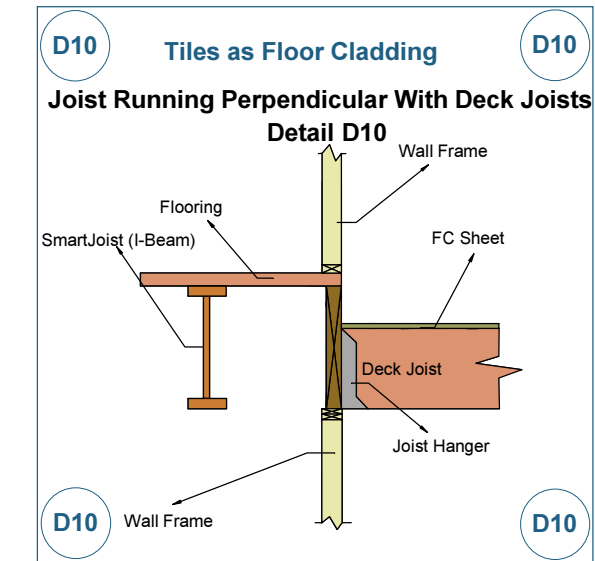 D10
D10
Tiles as Floor Cladding
Joist Running Perpendicular With Deck Joists
Detail D10
Wall Frame
Flooring
SmartJoist (I-Beam)
FC Sheet
Deck Joist
Joist Hanger
Wall Frame
D10
D10